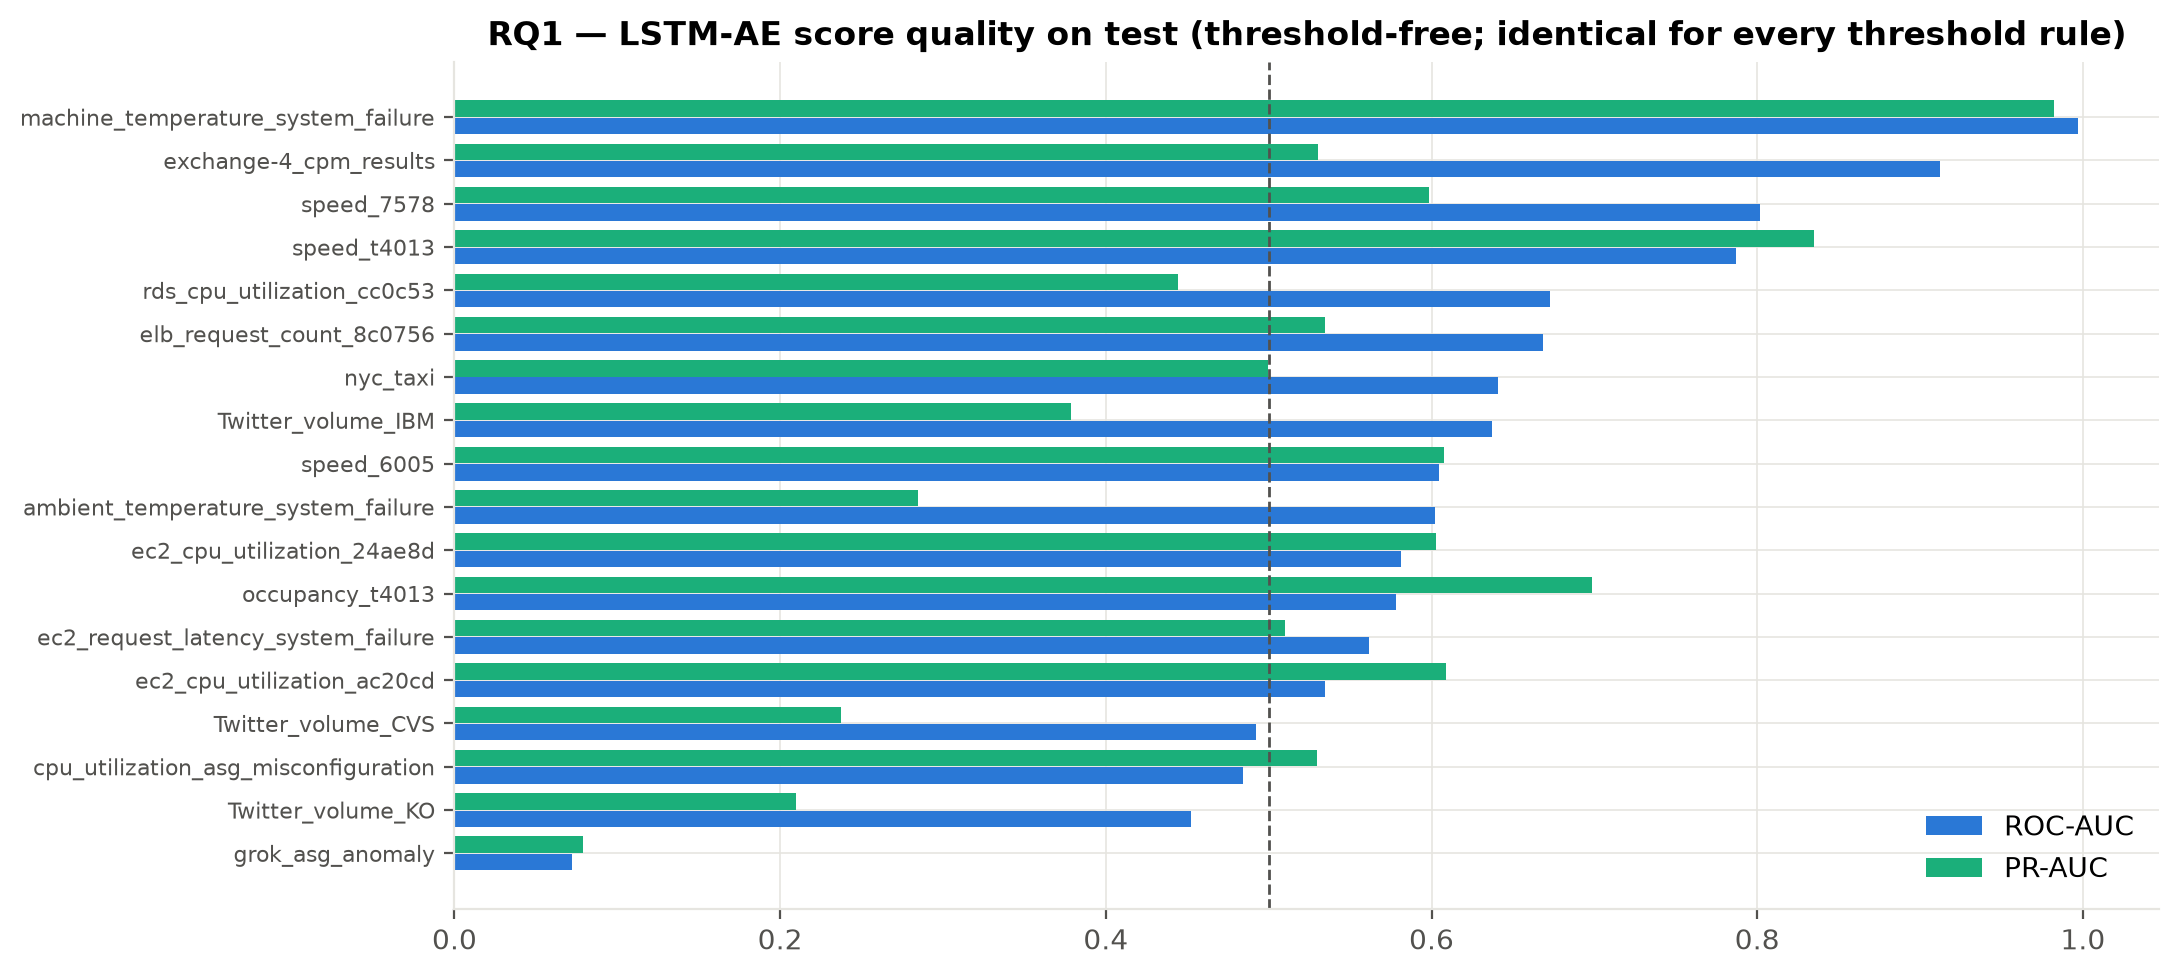 RQ1 — LSTM-AE score quality on test (threshold-free; identical for every threshold rule)
machine_temperature_system_failure
exchange-4_cpm_results
speed_7578
speed_t4013
rds_cpu_utilization_cc0c53
elb_request_count_8c0756
nyc_taxi
Twitter_volume_IBM
speed_6005
ambient_temperature_system_failure
ec2_cpu_utilization_24ae8d
occupancy_t4013
ec2_request_latency_system_failure
ec2_cpu_utilization_ac20cd
Twitter_volume_CVS
cpu_utilization_asg_misconfiguration
Twitter_volume_KO
grok_asg_anomaly
ROC-AUC
PR-AUC
0.0 0.2 0.4 0.6 0.8 1.0